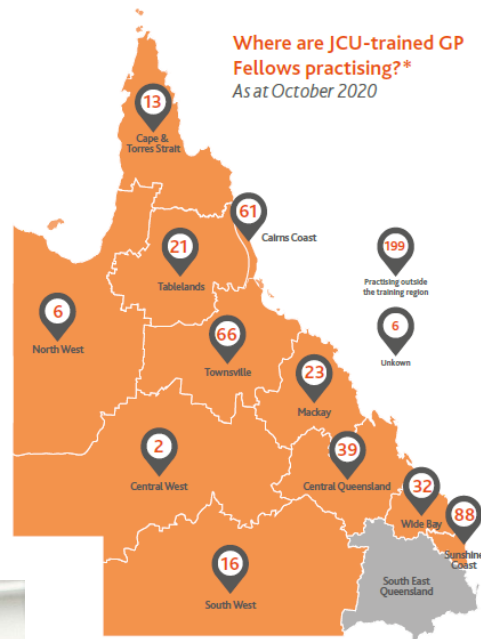 Where are JCU-trained GP
Fellows practising?*
As at October 2020
13
Cape &
Torres Strait
61
Cairns Coast
21
Tablelands
199
Practising outside
the training region
6
North West
66
Townsville
6
Unkown
23
Mackay
2
Central West
39
Central Queensland
32
Wide Bay
88
Sunshine
Coast
16
South West
South East
Queensland